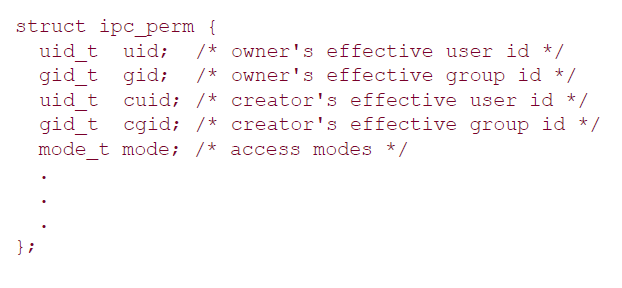 struct ipc_perm {
  uid_t  uid;  /* owner's effective user id */
  gid_t  gid;  /* owner's effective group id */
  uid_t  cuid; /* creator's effective user id */
  gid_t  cgid; /* creator's effective group id */
  mode_t mode; /* access modes */
  .
  .
  .
};